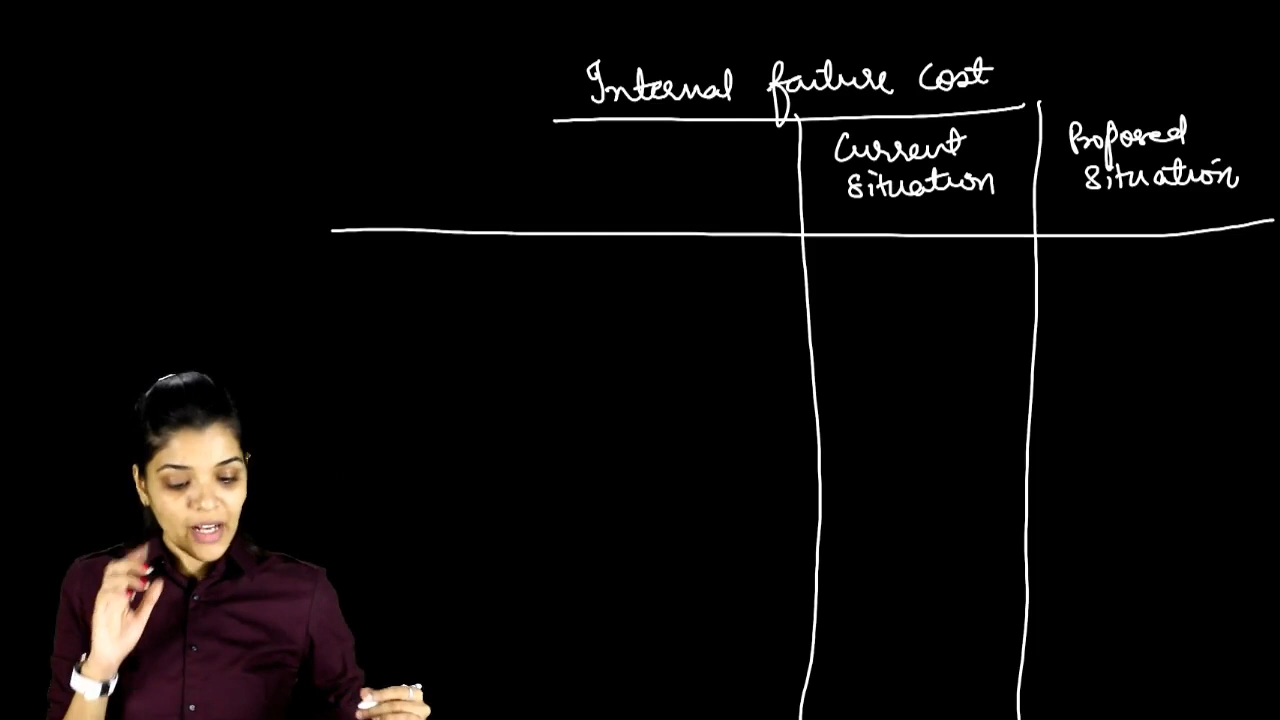 Internal failure cost
Current
situation
Proposed
situation